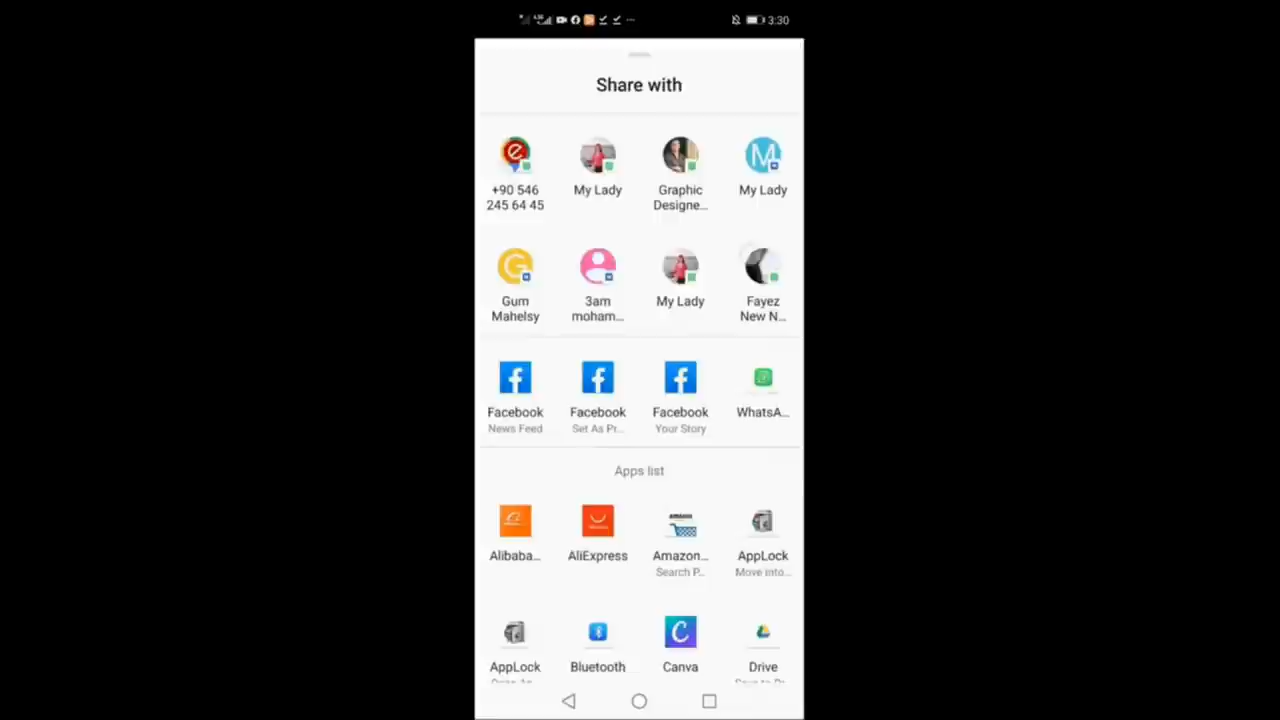 3:30
Share with
+90 546
245 64 45
My Lady
Graphic
Designe...
My Lady
Gum
Mahelsy
3am
moham...
My Lady
Fayez
New N...
Facebook
News Feed
Facebook
Set As Pr...
Facebook
Your Story
WhatsA...
Apps list
Alibaba...
AliExpress
Amazon...
Search P...
AppLock
Move into...
AppLock
Bluetooth
Canva
Drive